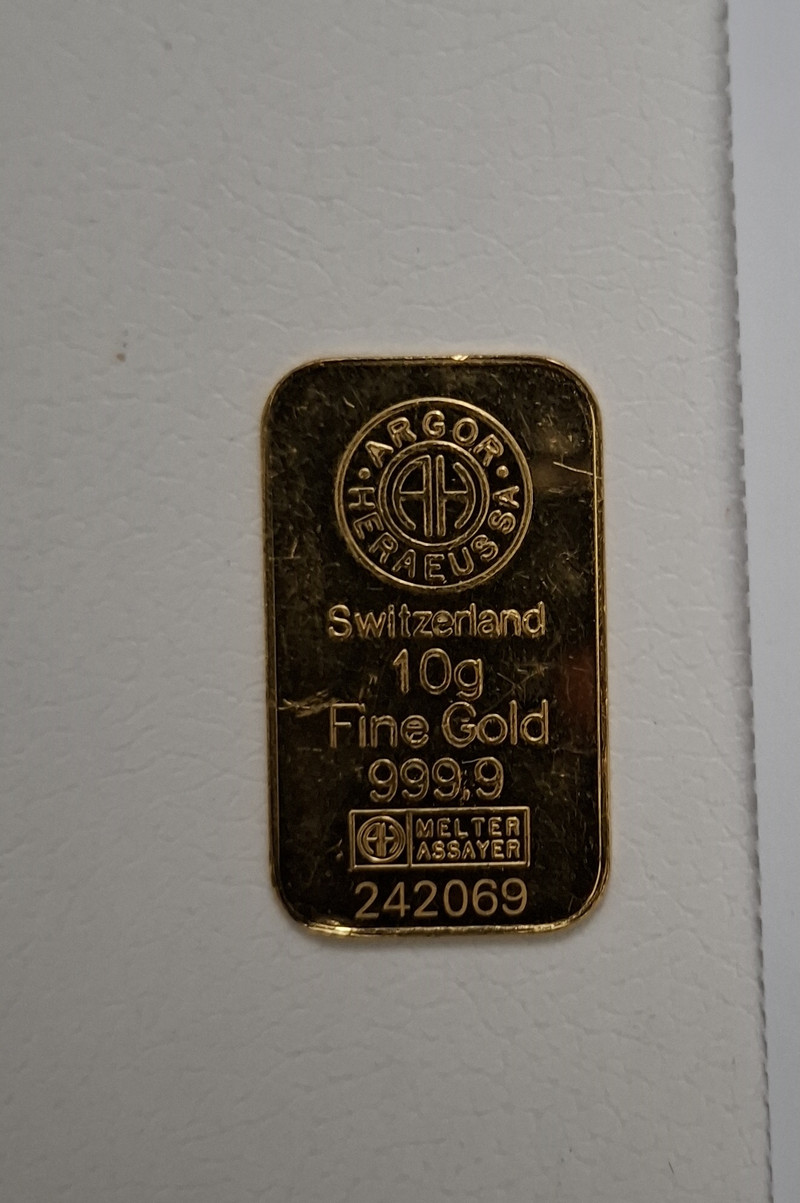 ARGOR
HERAEUS SA
AH
Switzerland
10g
Fine Gold
999,9
AH MELTER
ASSAYER
242069